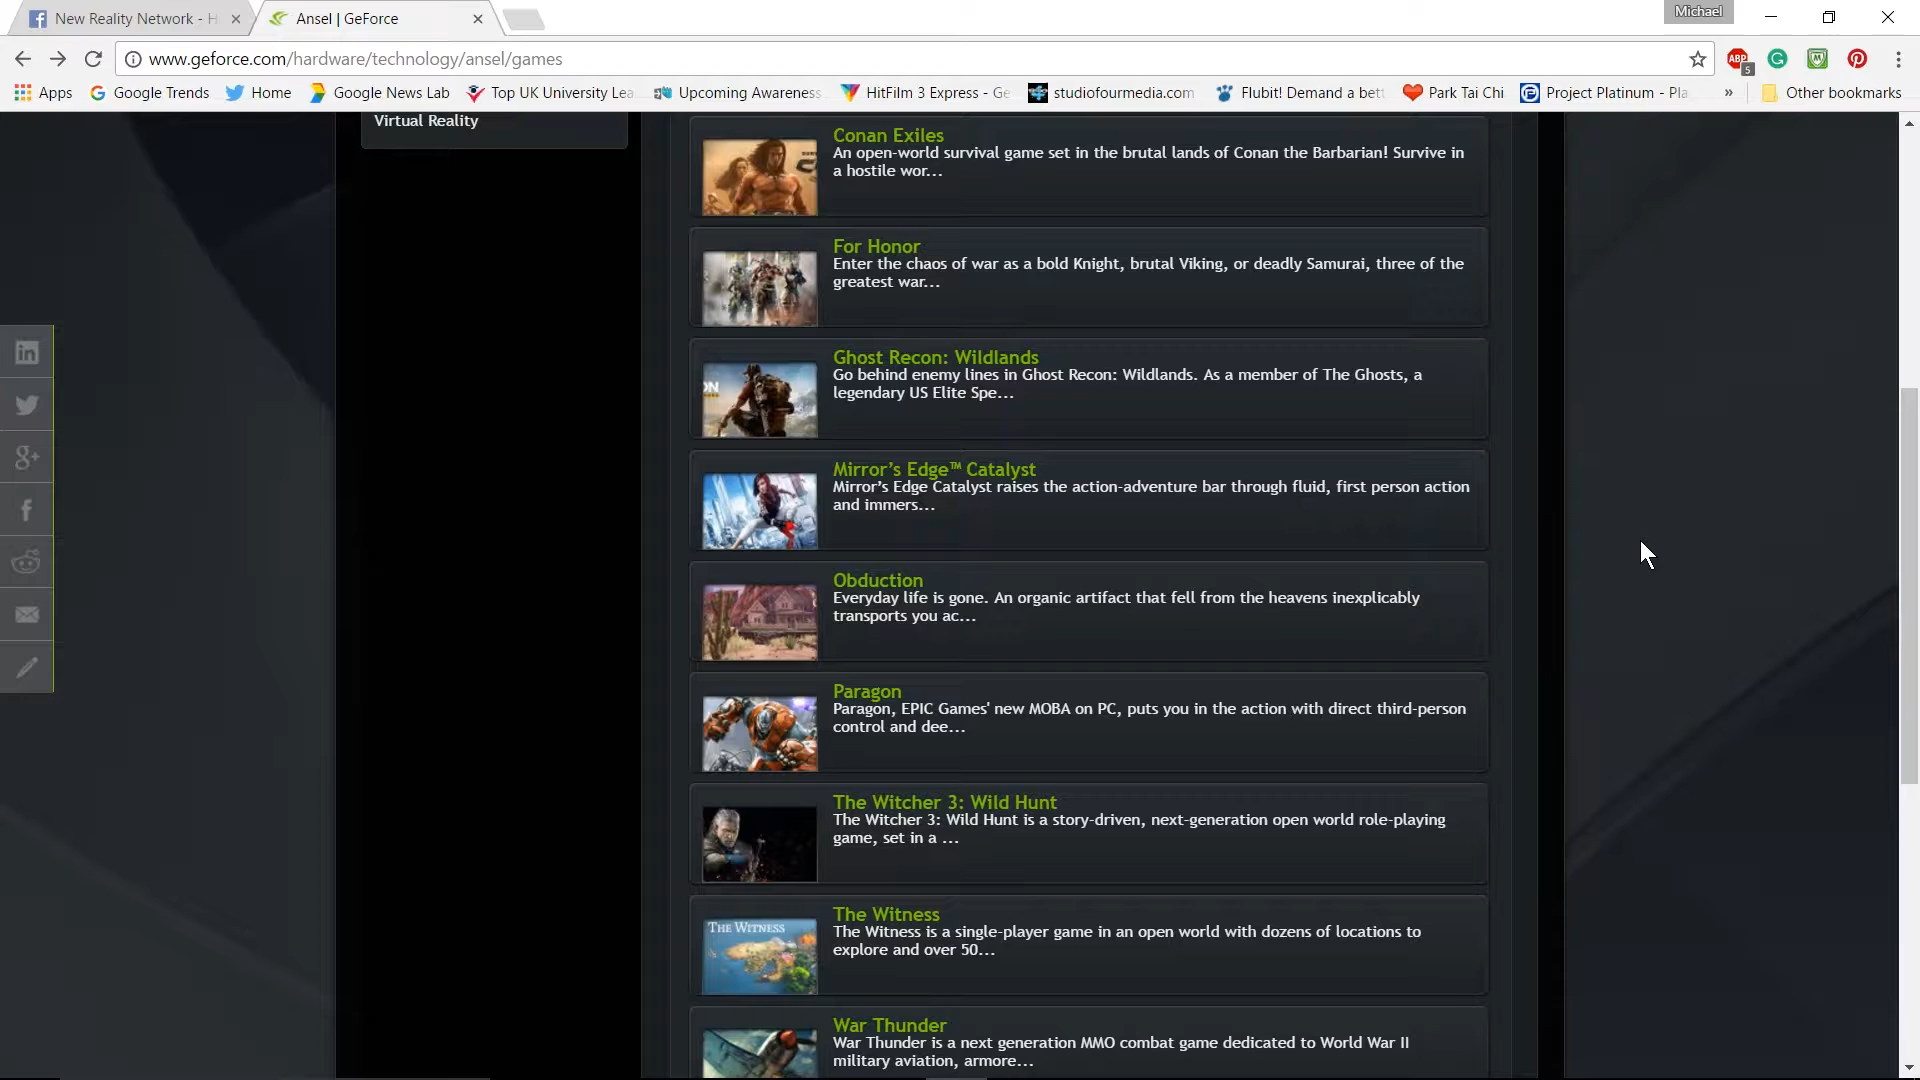 New Reality Network - H
Ansel | GeForce
Michael
www.geforce.com/hardware/technology/ansel/games
ABP
5
Apps
Google Trends
Home
Google News Lab
Top UK University Lea
Upcoming Awareness
HitFilm 3 Express - Ge
studiofourmedia.com
Flubit! Demand a bett
Park Tai Chi
Project Platinum - Pla
»
Other bookmarks
Virtual Reality
Conan Exiles
An open-world survival game set in the brutal lands of Conan the Barbarian! Survive in
a hostile wor...
For Honor
Enter the chaos of war as a bold Knight, brutal Viking, or deadly Samurai, three of the
greatest war...
Ghost Recon: Wildlands
Go behind enemy lines in Ghost Recon: Wildlands. As a member of The Ghosts, a
legendary US Elite Spe...
Mirror's Edge™ Catalyst
Mirror's Edge Catalyst raises the action-adventure bar through fluid, first person action
and immers...
Obduction
Everyday life is gone. An organic artifact that fell from the heavens inexplicably
transports you ac...
Paragon
Paragon, EPIC Games' new MOBA on PC, puts you in the action with direct third-person
control and dee...
The Witcher 3: Wild Hunt
The Witcher 3: Wild Hunt is a story-driven, next-generation open world role-playing
game, set in a ...
The Witness
THE WITNESS
The Witness is a single-player game in an open world with dozens of locations to
explore and over 50...
War Thunder
War Thunder is a next generation MMO combat game dedicated to World War II
military aviation, armore...